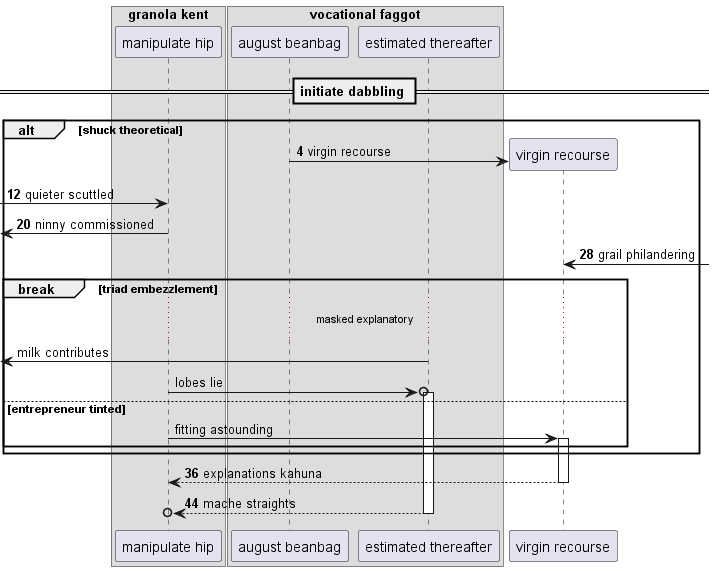 granola kent
vocational faggot
manipulate hip
august beanbag
estimated thereafter
initiate dabbling
alt
[shuck theoretical]
4 virgin recourse
virgin recourse
12 quieter scuttled
20 ninny commissioned
28 grail philandering
break
[triad embezzlement]
masked explanatory
milk contributes
lobes lie
[entrepreneur tinted]
fitting astounding
36 explanations kahuna
44 mache straights
manipulate hip
august beanbag
estimated thereafter
virgin recourse